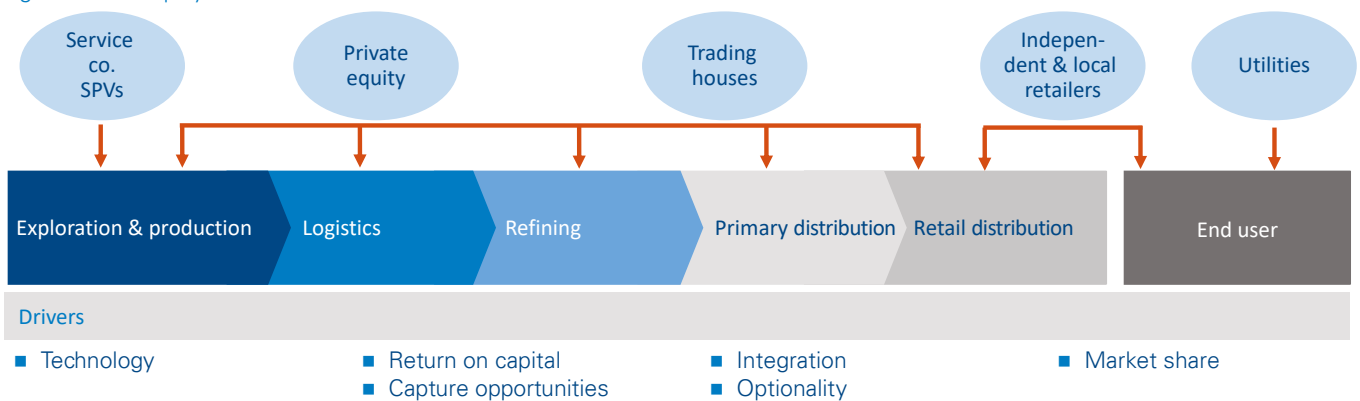 Service
co.
SPVs
Private
equity
Trading
houses
Indepen-
dent & local
retailers
Utilities
Exploration & production
Logistics
Refining
Primary distribution
Retail distribution
End user
Drivers
■ Technology
■ Return on capital
■ Capture opportunities
■ Integration
■ Optionality
■ Market share